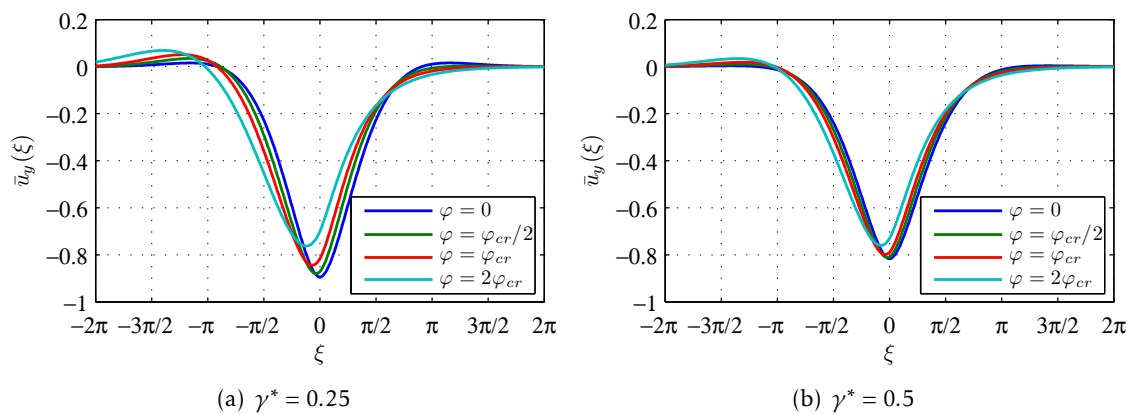 0.2
0
−0.2
−0.4
−0.6
−0.8
−1
ū_y(ξ)
−2π −3π/2 −π −π/2 0 π/2 π 3π/2 2π
ξ
φ = 0
φ = φ_cr/2
φ = φ_cr
φ = 2φ_cr
(a) γ* = 0.25
0.2
0
−0.2
−0.4
−0.6
−0.8
−1
ū_y(ξ)
−2π −3π/2 −π −π/2 0 π/2 π 3π/2 2π
ξ
φ = 0
φ = φ_cr/2
φ = φ_cr
φ = 2φ_cr
(b) γ* = 0.5